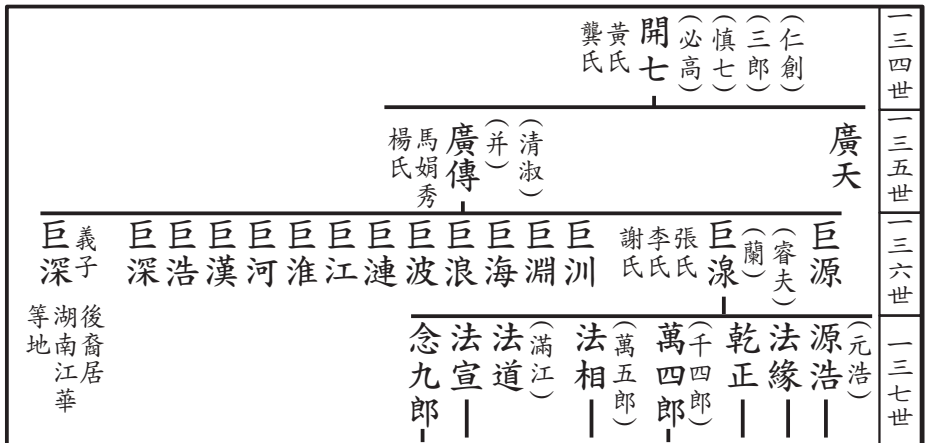 一三四世
(仁創)
(三郎)
(慎七)
(必高)
開七
黃氏
龔氏
一三五世
廣天
(清淑)
(并)
廣傳
馬娟秀
楊氏
一三六世
巨源
(睿夫)
(蘭)
巨湶
張氏
李氏
謝氏
巨汌
巨淵
巨海
巨浪
巨波
巨漣
巨江
巨淮
巨河
巨漢
巨浩
巨深
義子
巨深
後裔居
湖南江華
等地
一三七世
(元浩)
源浩
法緣
乾正
(千四郎)
萬四郎
(萬五郎)
法相
(滿江)
法道
法宣
念九郎